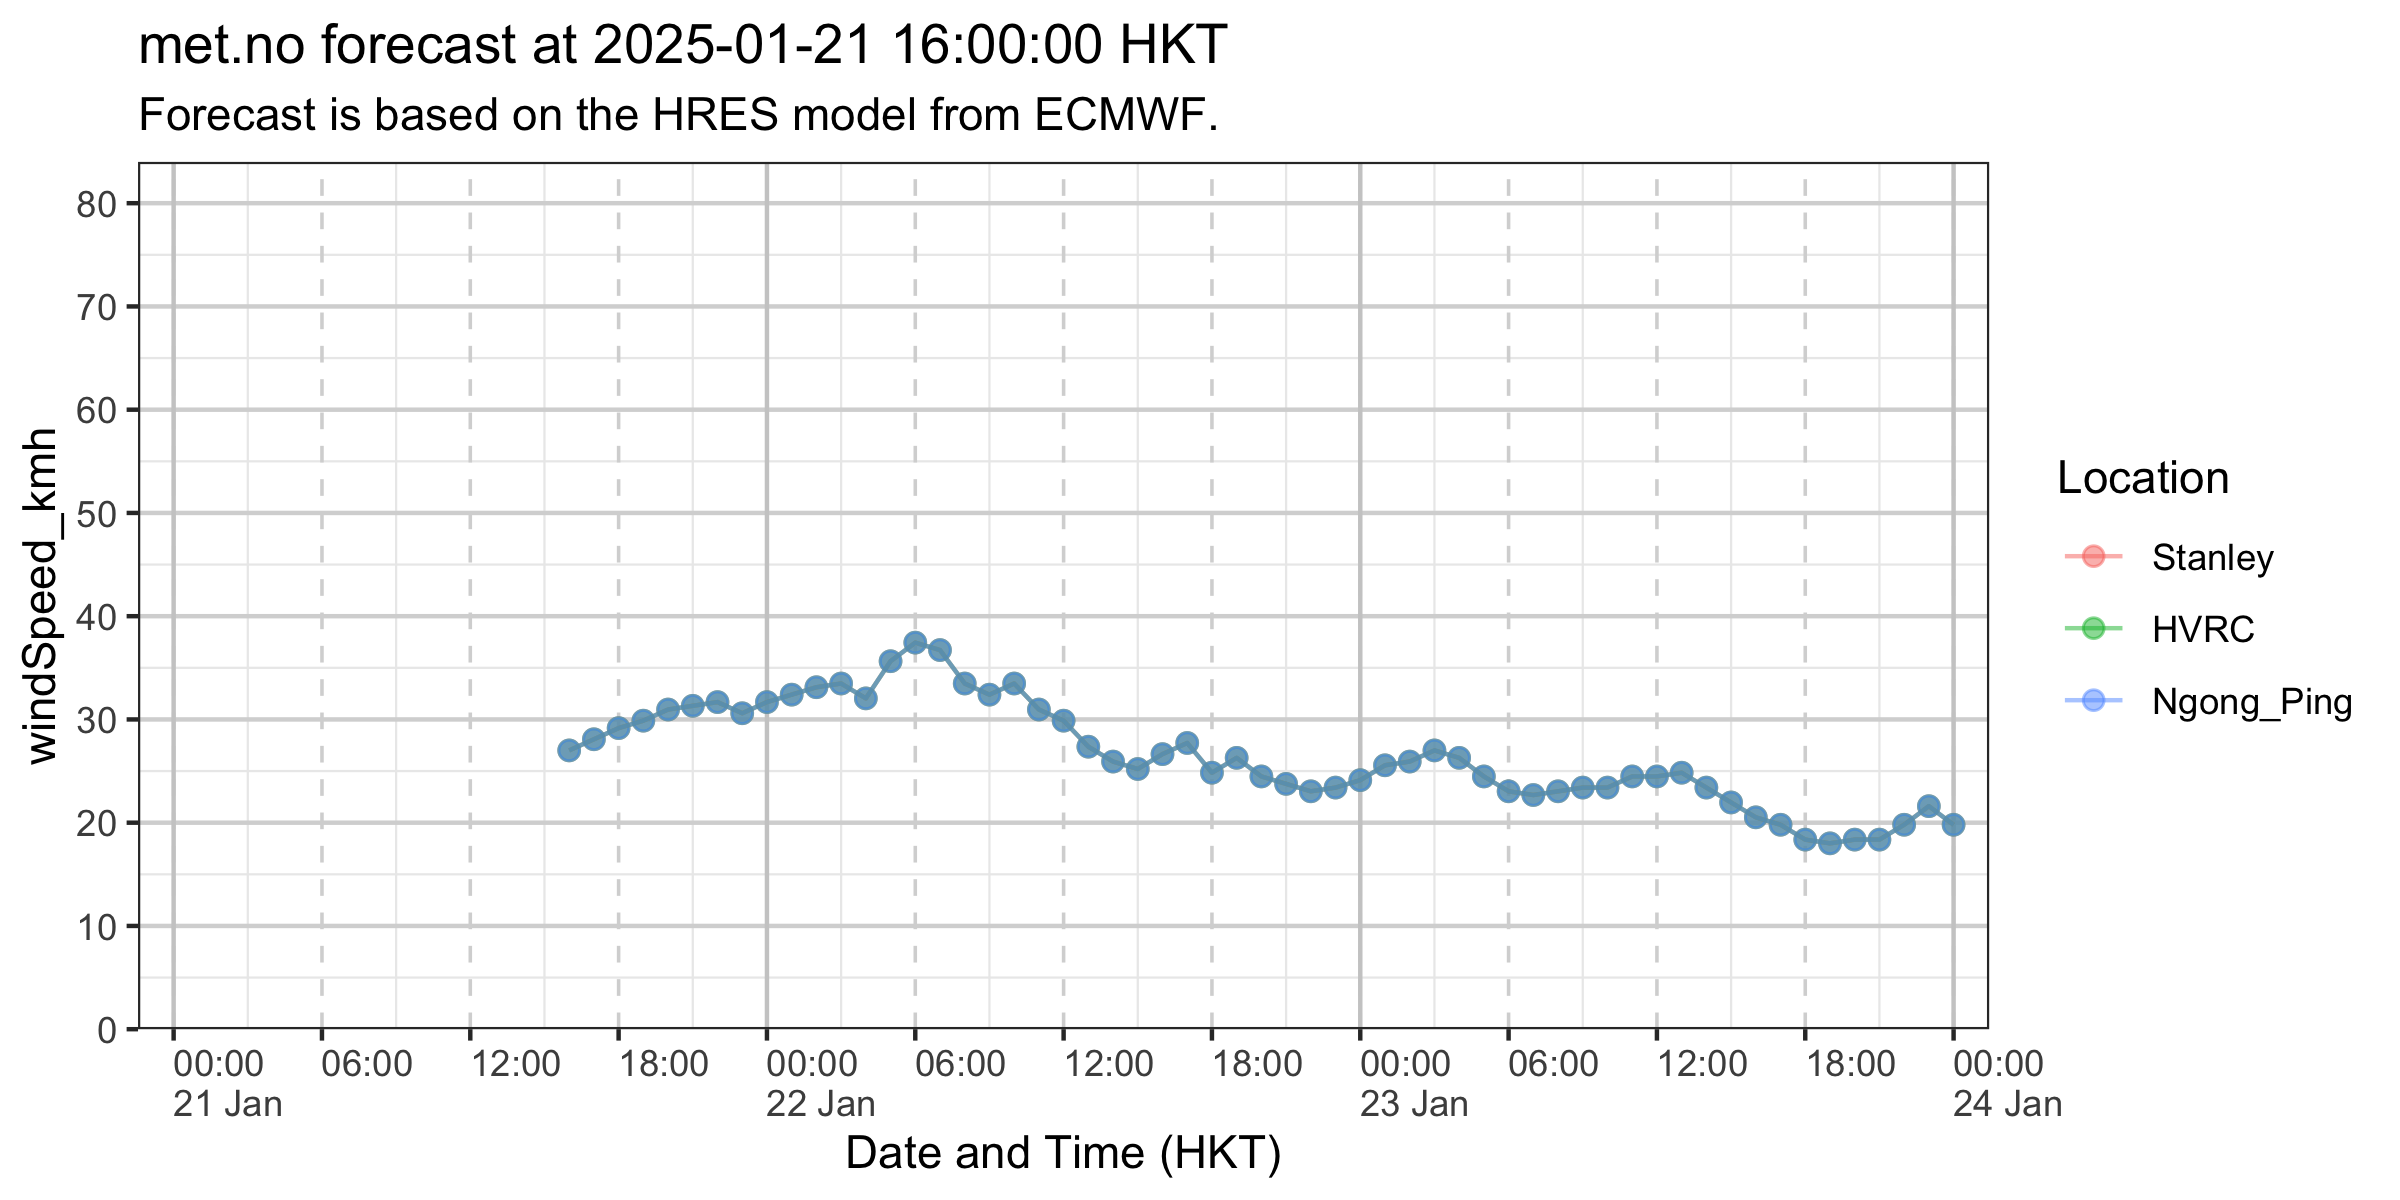 met.no forecast at 2025-01-21 16:00:00 HKT
Forecast is based on the HRES model from ECMWF.
windSpeed_kmh
80
70
60
50
40
30
20
10
0
00:00 06:00 12:00 18:00 00:00 06:00 12:00 18:00 00:00 06:00 12:00 18:00 00:00
21 Jan 22 Jan 23 Jan 24 Jan
Date and Time (HKT)
Location
Stanley
HVRC
Ngong_Ping